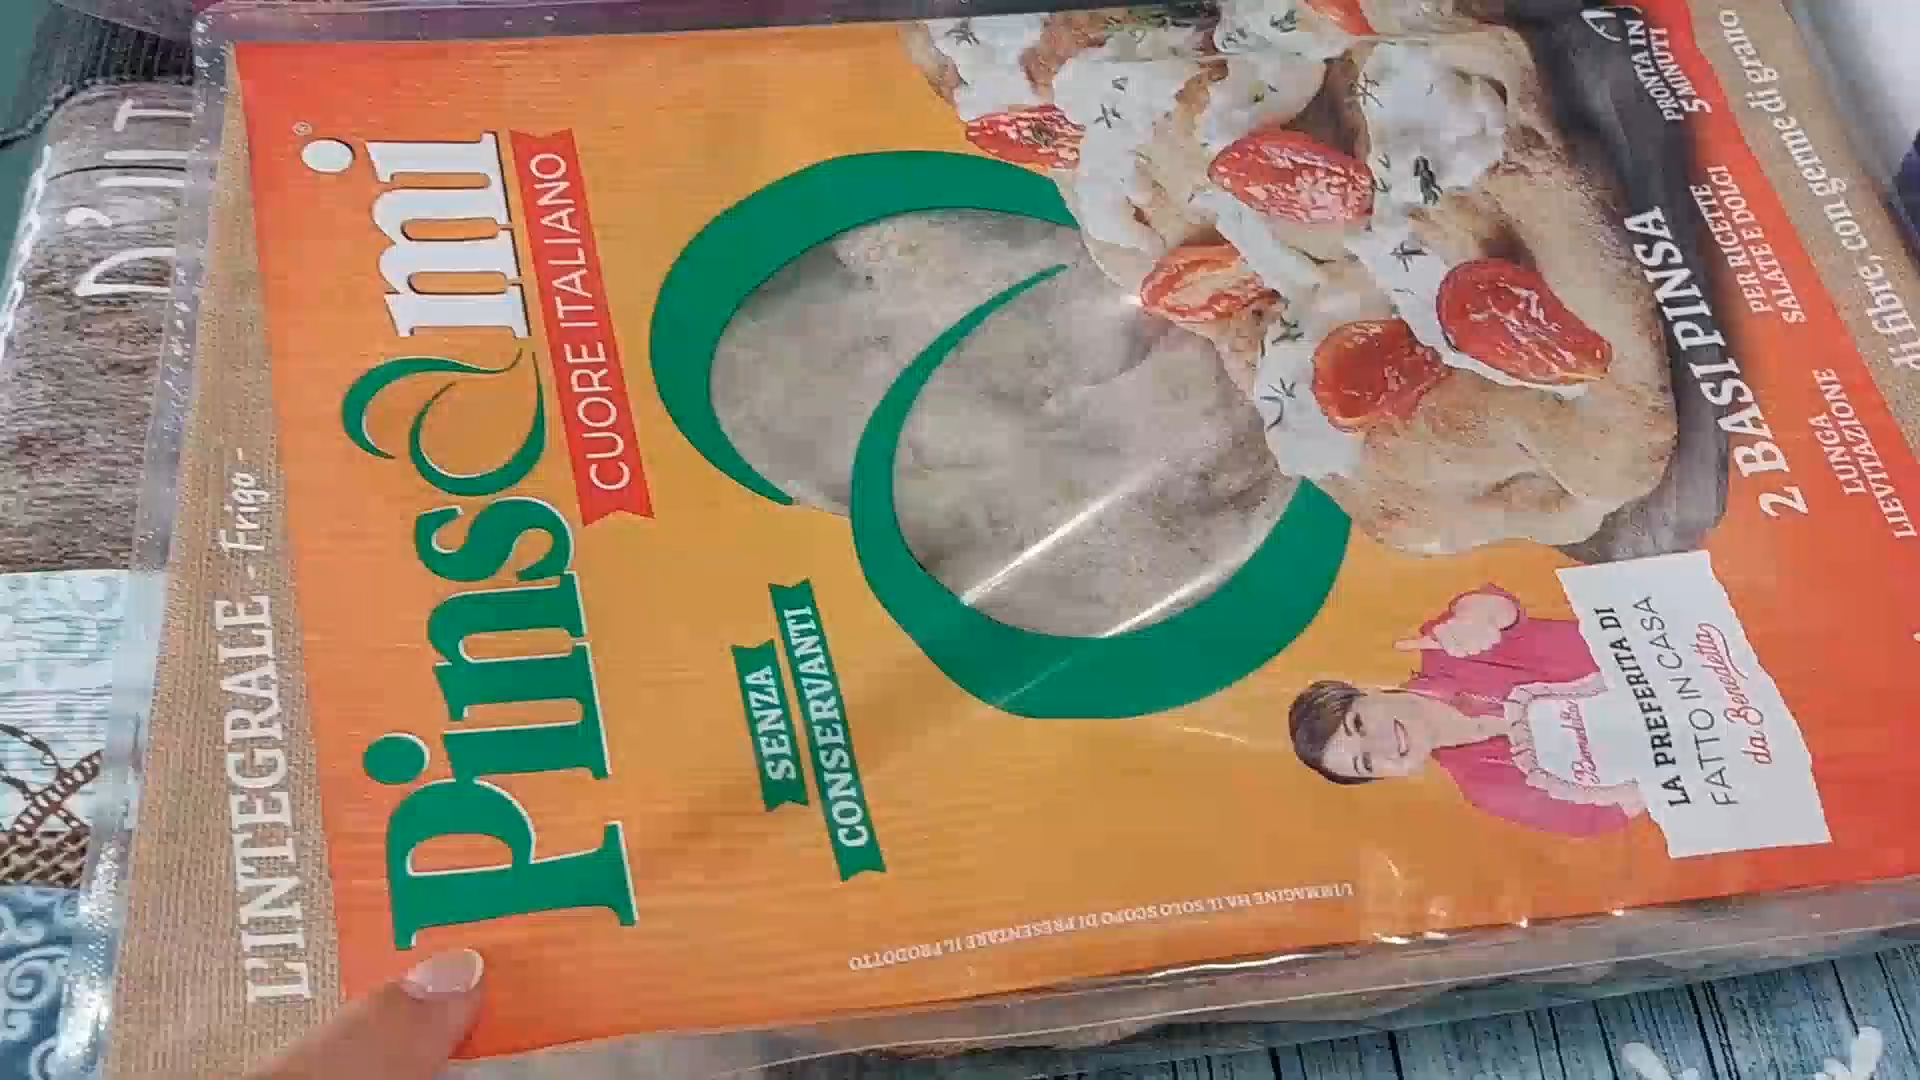 L'INTEGRALE - Frigo -
Pinsami®
CUORE ITALIANO
SENZA
CONSERVANTI
PRONTA IN
5 MINUTI
2 BASI PINSA
PER RICETTE
SALATE E DOLCI
LUNGA
LIEVITAZIONE
di fibre, con germe di grano
Benedetta
LA PREFERITA DI
FATTO IN CASA
da Benedetta
L'IMMAGINE HA IL SOLO SCOPO DI PRESENTARE IL PRODOTTO